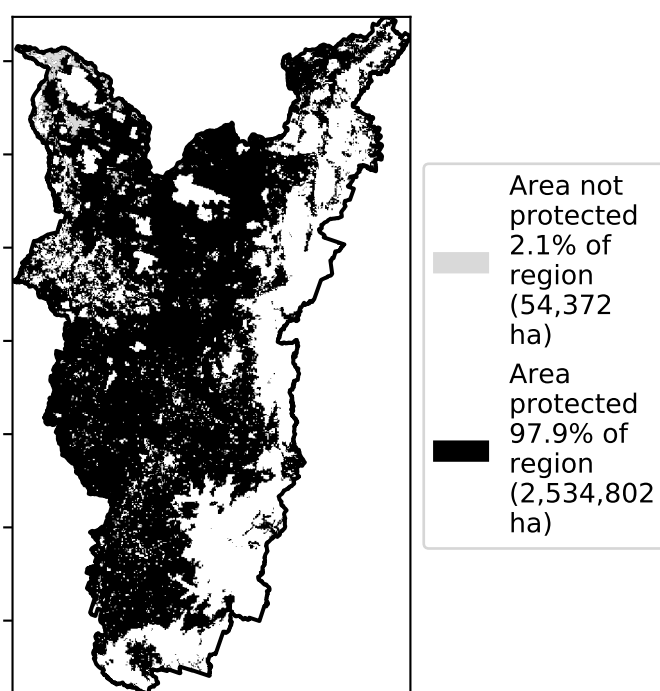 Area not
protected
2.1% of
region
(54,372
ha)
Area
protected
97.9% of
region
(2,534,802
ha)